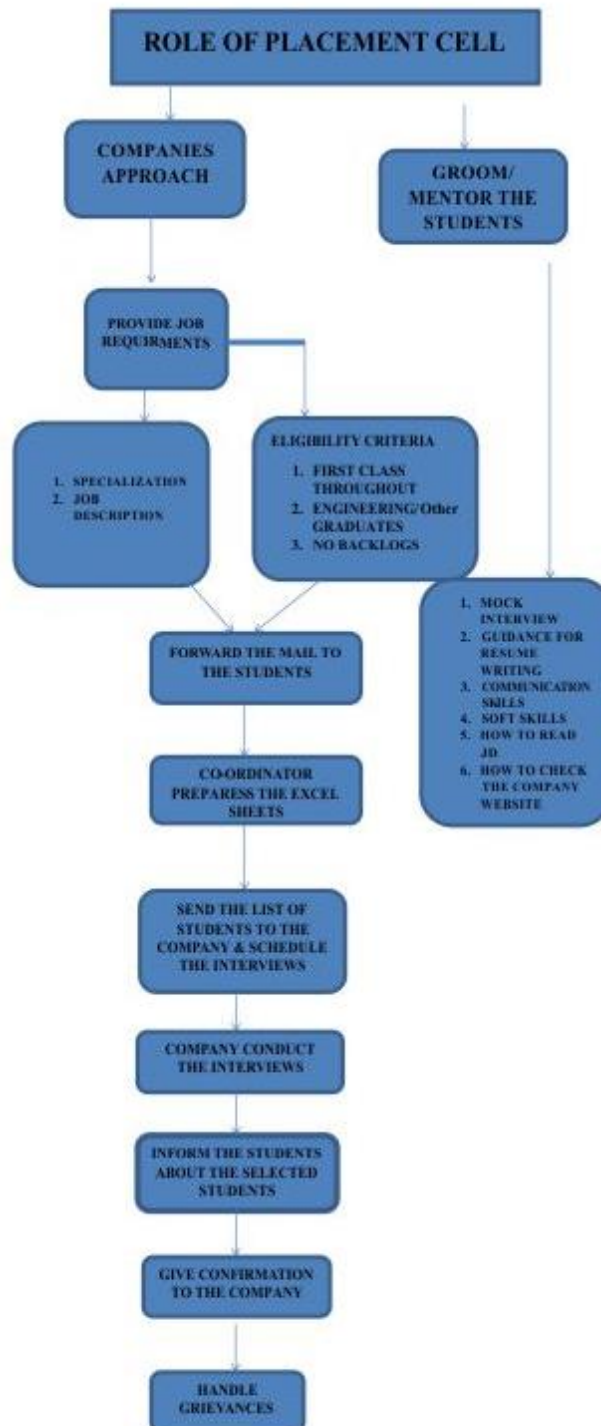 ROLE OF PLACEMENT CELL
COMPANIES
APPROACH
GROOM/
MENTOR THE
STUDENTS
PROVIDE JOB
REQUIRMENTS
1. SPECIALIZATION
2. JOB
DESCRIPTION
ELIGIBILITY CRITERIA
1. FIRST CLASS
THROUGHOUT
2. ENGINEERING/Other
GRADUATES
3. NO BACKLOGS
FORWARD THE MAIL TO
THE STUDENTS
1. MOCK
INTERVIEW
2. GUIDANCE FOR
RESUME
WRITING
3. COMMUNICATION
SKILLS
4. SOFT SKILLS
5. HOW TO READ
JD
6. HOW TO CHECK
THE COMPANY
WEBSITE
CO-ORDINATOR
PREPARESS THE EXCEL
SHEETS
SEND THE LIST OF
STUDENTS TO THE
COMPANY & SCHEDULE
THE INTERVIEWS
COMPANY CONDUCT
THE INTERVIEWS
INFORM THE STUDENTS
ABOUT THE SELECTED
STUDENTS
GIVE CONFIRMATION
TO THE COMPANY
HANDLE
GRIEVANCES